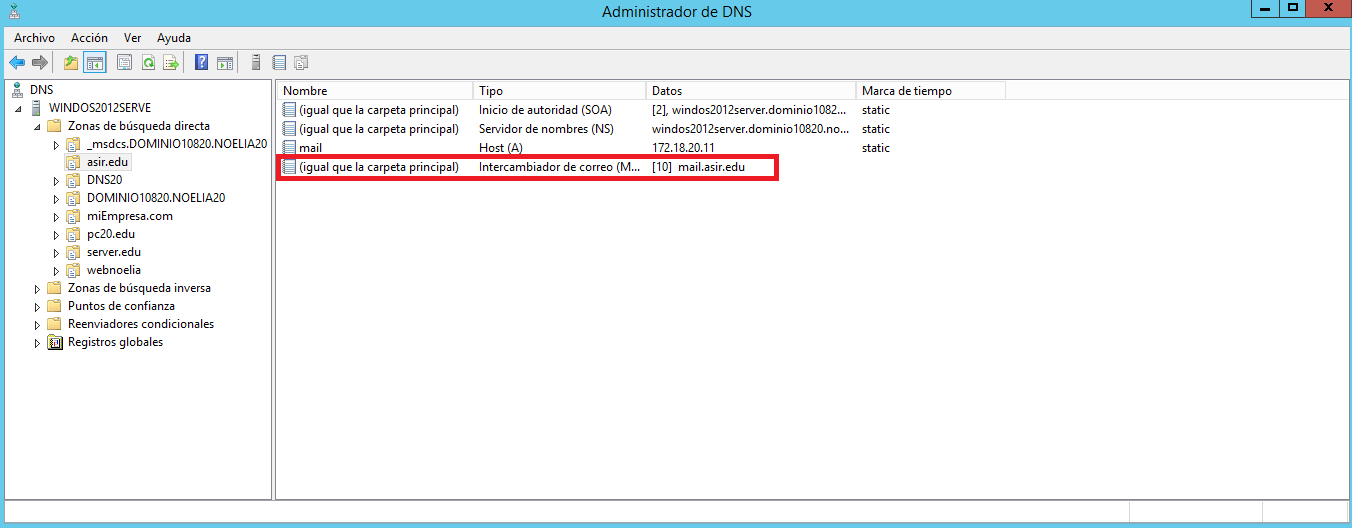 Administrador de DNS
Archivo Acción Ver Ayuda
DNS
WINDOS2012SERVE
Zonas de búsqueda directa
_msdcs.DOMINIO10820.NOELIA20
asir.edu
DNS20
DOMINIO10820.NOELIA20
miEmpresa.com
pc20.edu
server.edu
webnoelia
Zonas de búsqueda inversa
Puntos de confianza
Reenviadores condicionales
Registros globales
Nombre Tipo Datos Marca de tiempo
(igual que la carpeta principal) Inicio de autoridad (SOA) [2], windos2012server.dominio1082... static
(igual que la carpeta principal) Servidor de nombres (NS) windos2012server.dominio10820.no... static
mail Host (A) 172.18.20.11 static
(igual que la carpeta principal) Intercambiador de correo (M... [10] mail.asir.edu